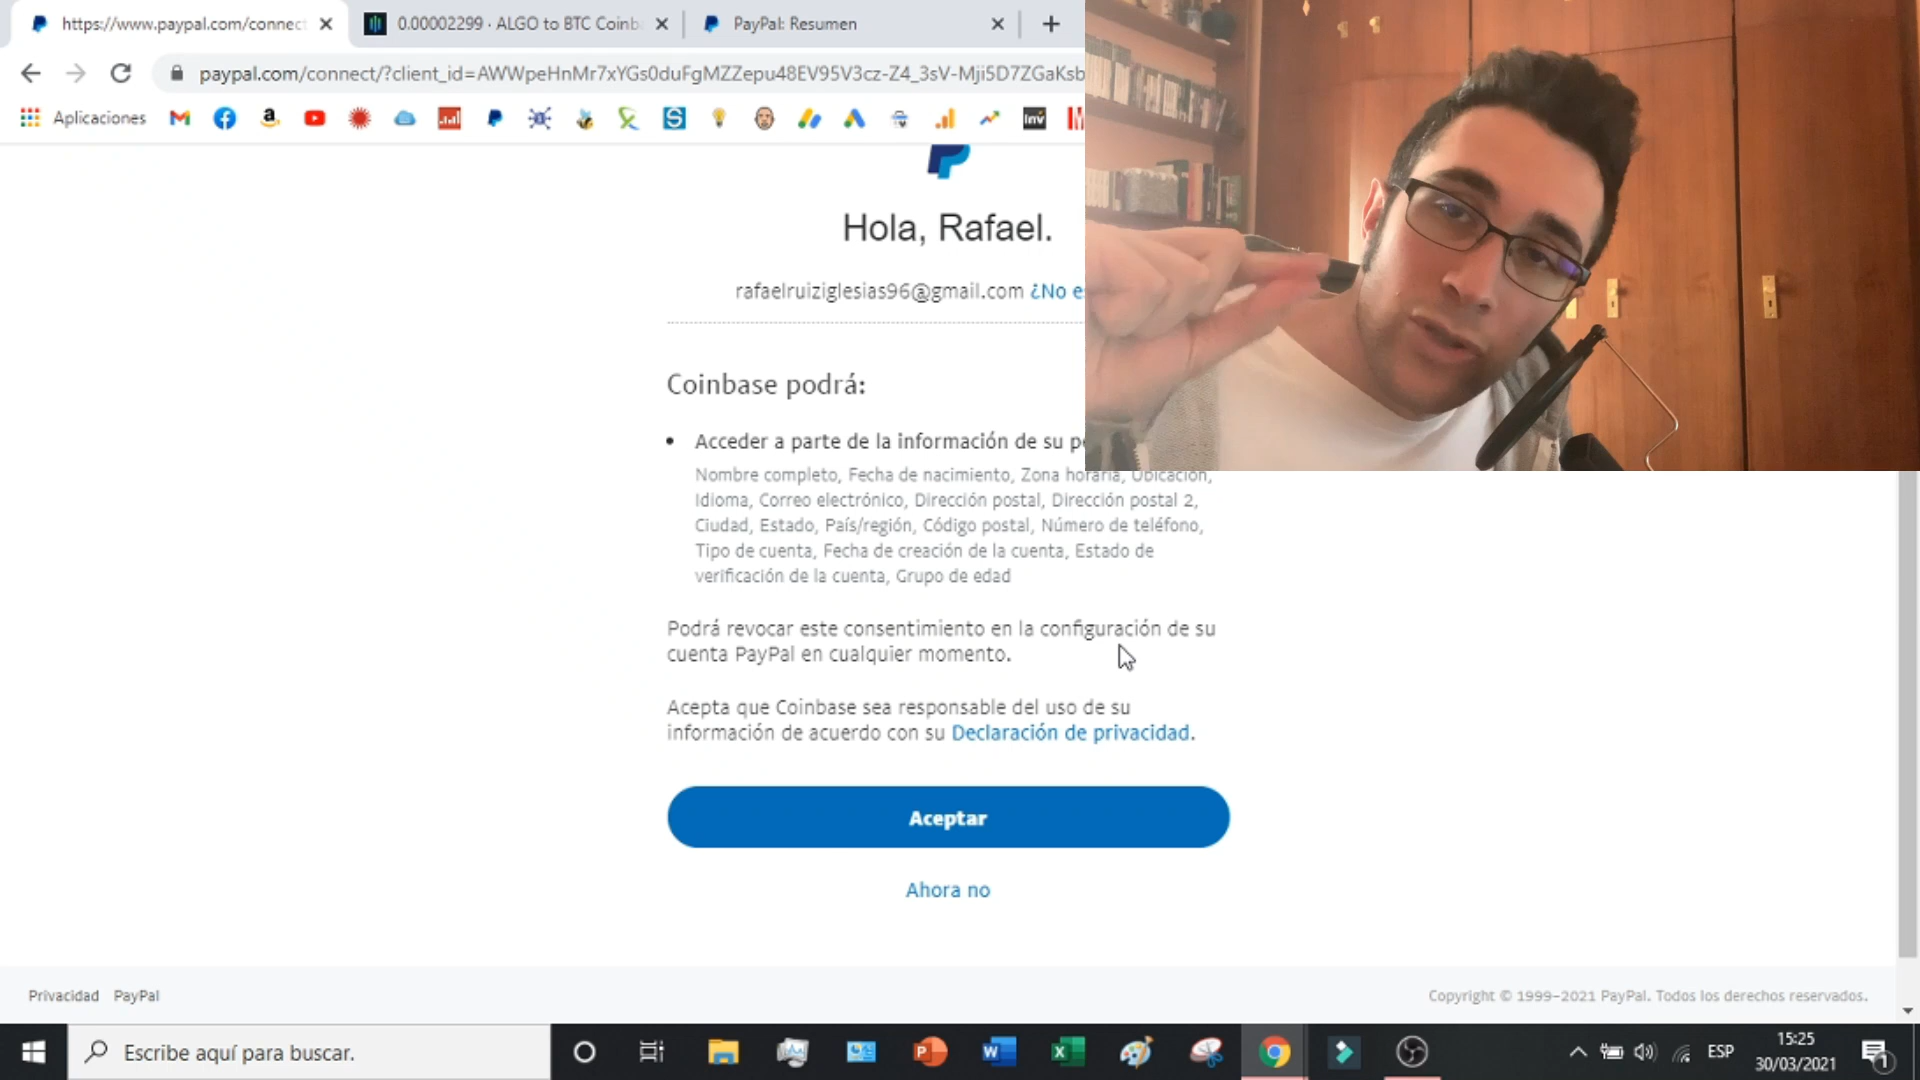 https://www.paypal.com/connect
0.00002299 · ALGO to BTC Coinb
PayPal: Resumen
paypal.com/connect/?client_id=AWWpeHnMr7xYGs0duFgMZZepu48EV95V3cz-Z4_3sV-Mji5D7ZGaKsb
Aplicaciones
Hola, Rafael.
rafaelruiziglesias96@gmail.com ¿No es
Coinbase podrá:
• Acceder a parte de la información de su pe
Nombre completo, Fecha de nacimiento, Zona horaria, Ubicación,
Idioma, Correo electrónico, Dirección postal, Dirección postal 2,
Ciudad, Estado, País/región, Código postal, Número de teléfono,
Tipo de cuenta, Fecha de creación de la cuenta, Estado de
verificación de la cuenta, Grupo de edad
Podrá revocar este consentimiento en la configuración de su
cuenta PayPal en cualquier momento.
Acepta que Coinbase sea responsable del uso de su
información de acuerdo con su Declaración de privacidad.
Aceptar
Ahora no
Privacidad PayPal
Copyright © 1999-2021 PayPal. Todos los derechos reservados.
Escribe aquí para buscar.
ESP
15:25
30/03/2021
1